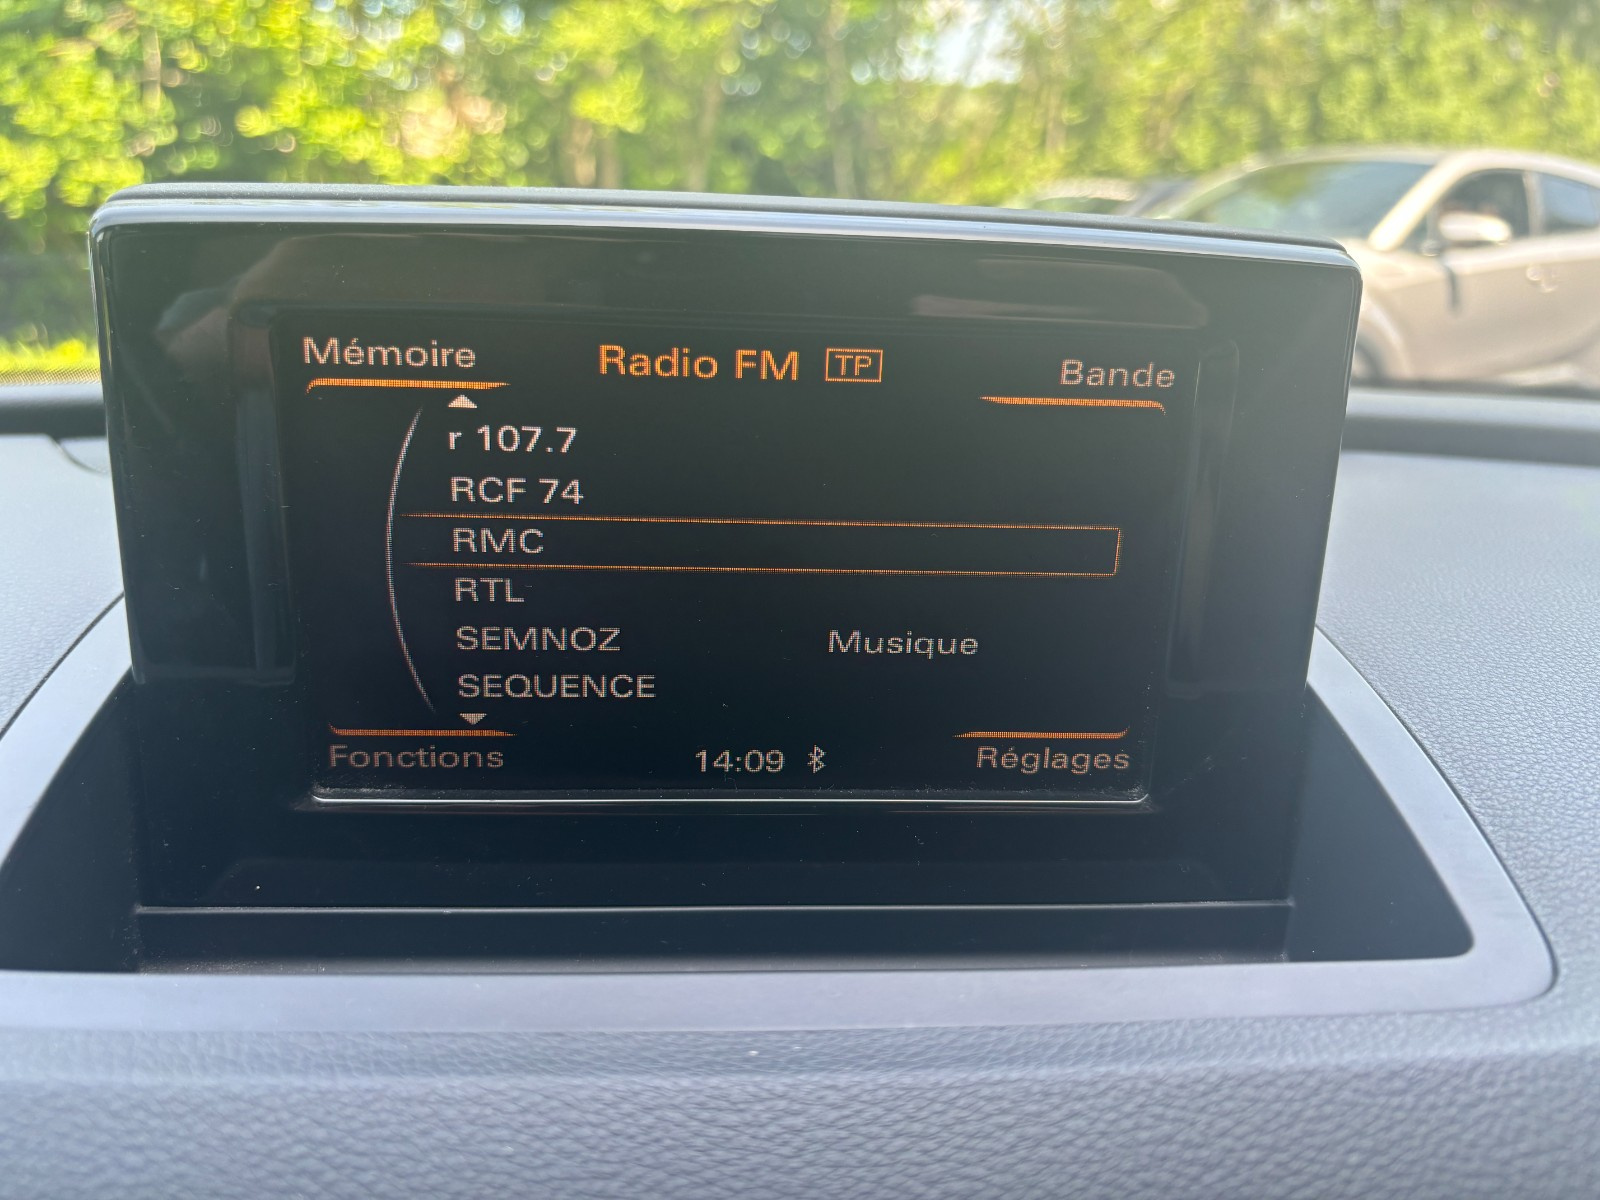 Mémoire
Radio FM TP
Bande
r 107.7
RCF 74
RMC
RTL
SEMNOZ Musique
SEQUENCE
Fonctions
14:09
Réglages